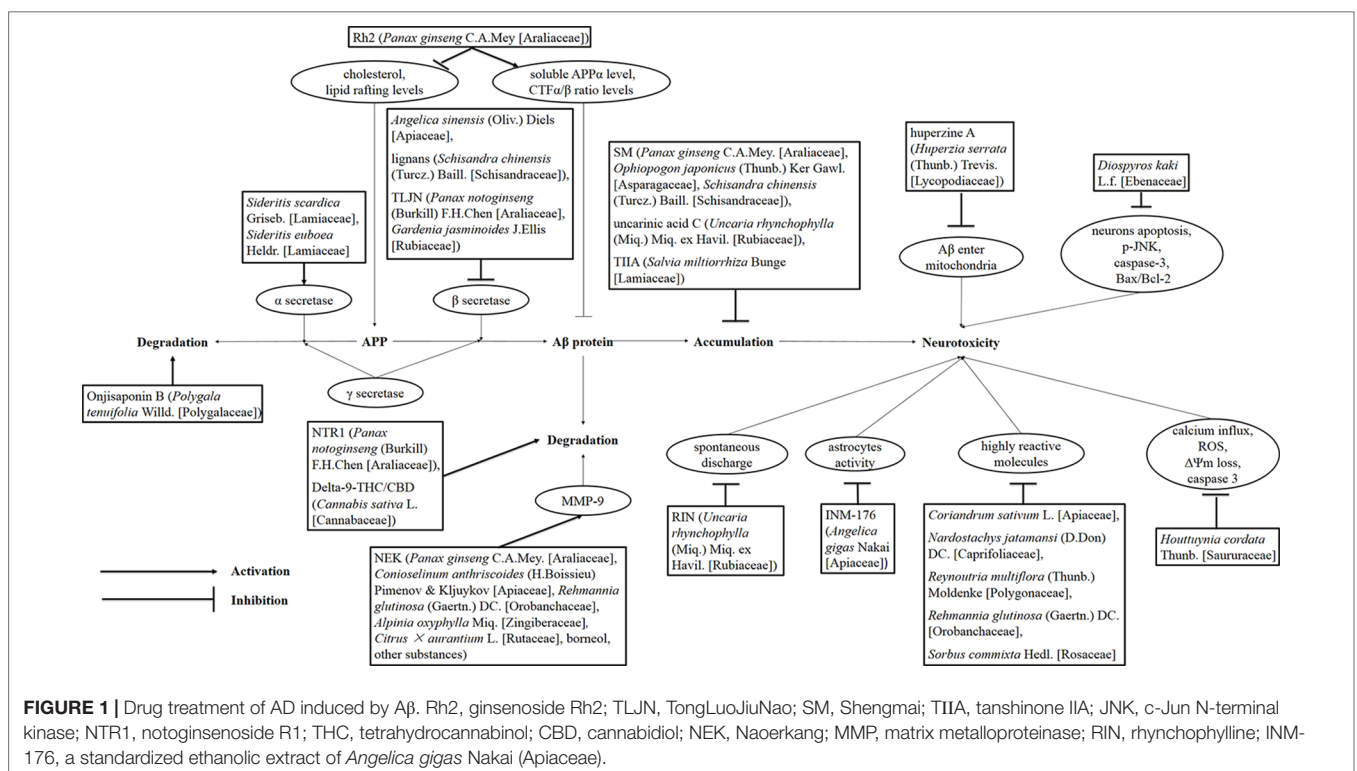 Rh2 (Panax ginseng C.A.Mey [Araliaceae])
cholesterol,
lipid rafting levels
soluble APPα level,
CTFα/β ratio levels
Angelica sinensis (Oliv.) Diels
[Apiaceae],
lignans (Schisandra chinensis
(Turcz.) Baill. [Schisandraceae]),
TLJN (Panax notoginseng
(Burkill) F.H.Chen [Araliaceae],
Gardenia jasminoides J.Ellis
[Rubiaceae])
SM (Panax ginseng C.A.Mey. [Araliaceae],
Ophiopogon japonicus (Thunb.) Ker Gawl.
[Asparagaceae], Schisandra chinensis
(Turcz.) Baill. [Schisandraceae]),
uncarinic acid C (Uncaria rhynchophylla
(Miq.) Miq. ex Havil. [Rubiaceae]),
TIIA (Salvia miltiorrhiza Bunge
[Lamiaceae])
huperzine A
(Huperzia serrata
(Thunb.) Trevis.
[Lycopodiaceae])
Diospyros kaki
L.f. [Ebenaceae]
Sideritis scardica
Griseb. [Lamiaceae],
Sideritis euboea
Heldr. [Lamiaceae]
Aβ enter
mitochondria
neurons apoptosis,
p-JNK,
caspase-3,
Bax/Bcl-2
α secretase
β secretase
Degradation
APP
Aβ protein
Accumulation
Neurotoxicity
Onjisaponin B (Polygala
tenuifolia Willd. [Polygalaceae])
γ secretase
NTR1 (Panax
notoginseng (Burkill)
F.H.Chen [Araliaceae]),
Delta-9-THC/CBD
(Cannabis sativa L.
[Cannabaceae])
Degradation
MMP-9
spontaneous
discharge
astrocytes
activity
highly reactive
molecules
calcium influx,
ROS,
ΔΨm loss,
caspase 3
RIN (Uncaria
rhynchophylla
(Miq.) Miq. ex
Havil. [Rubiaceae])
INM-176
(Angelica
gigas Nakai
[Apiaceae])
Coriandrum sativum L. [Apiaceae],
Nardostachys jatamansi (D.Don)
DC. [Caprifoliaceae],
Reynoutria multiflora (Thunb.)
Moldenke [Polygonaceae],
Rehmannia glutinosa (Gaertn.) DC.
[Orobanchaceae],
Sorbus commixta Hedl. [Rosaceae]
Houttuynia cordata
Thunb. [Saururaceae]
NEK (Panax ginseng C.A.Mey. [Araliaceae],
Conioselinum anthriscoides (H.Boissieu)
Pimenov & Kljuykov [Apiaceae], Rehmannia
glutinosa (Gaertn.) DC. [Orobanchaceae],
Alpinia oxyphylla Miq. [Zingiberaceae],
Citrus × aurantium L. [Rutaceae], borneol,
other substances)
Activation
Inhibition
FIGURE 1 | Drug treatment of AD induced by Aβ. Rh2, ginsenoside Rh2; TLJN, TongLuoJiuNao; SM, Shengmai; TIIA, tanshinone IIA; JNK, c-Jun N-terminal
kinase; NTR1, notoginsenoside R1; THC, tetrahydrocannabinol; CBD, cannabidiol; NEK, Naoerkang; MMP, matrix metalloproteinase; RIN, rhynchophylline; INM-
176, a standardized ethanolic extract of Angelica gigas Nakai (Apiaceae).